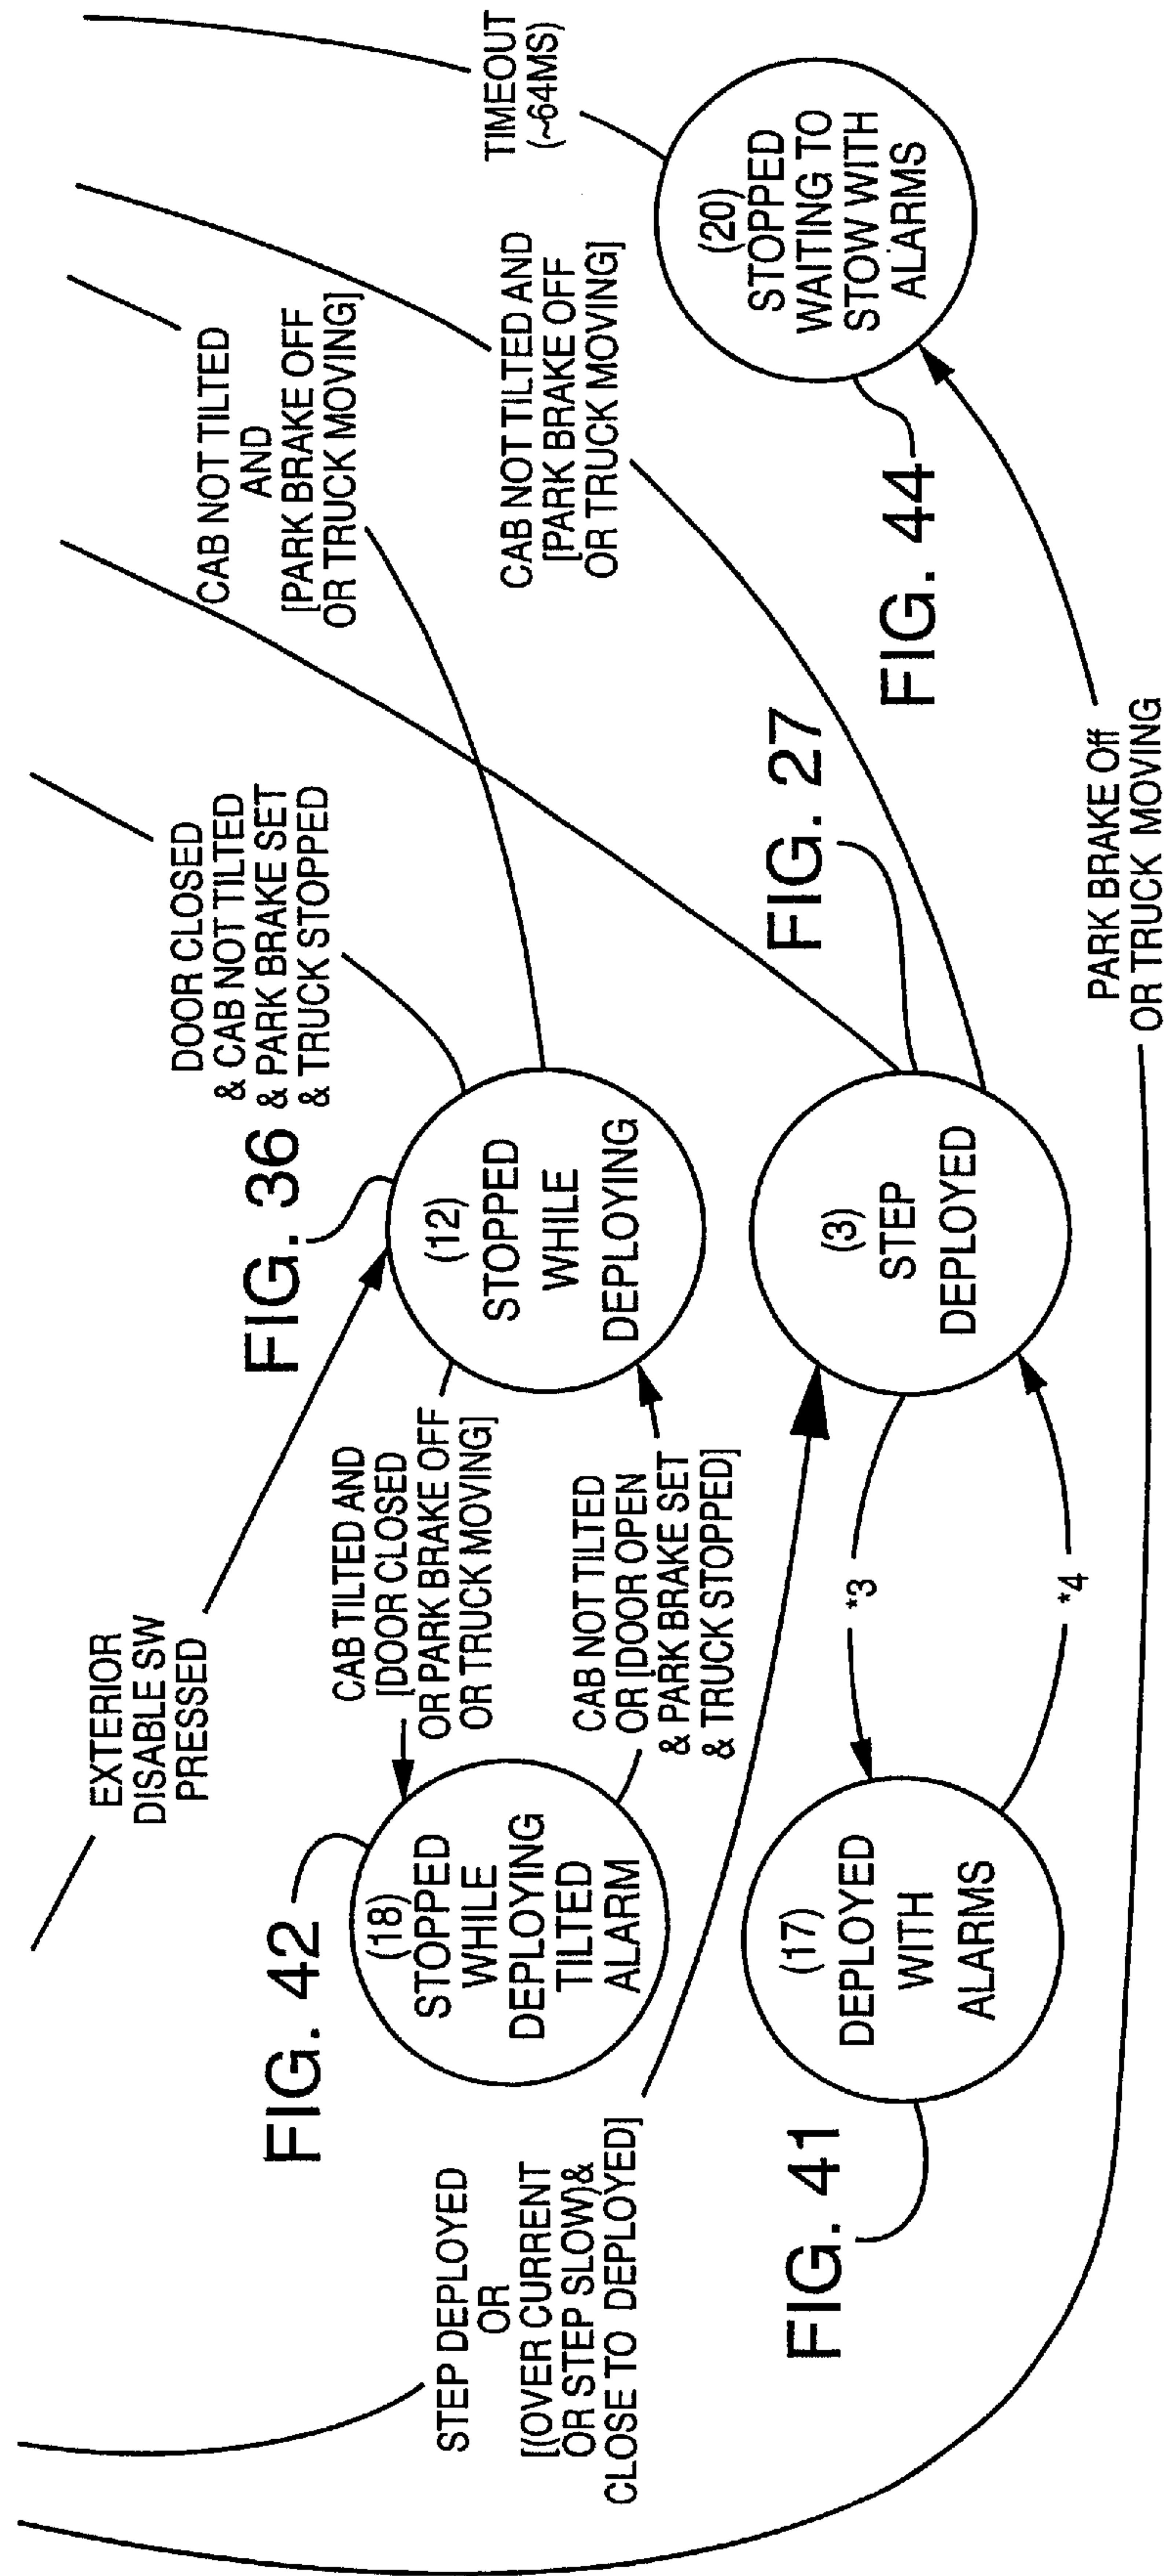 EXTERIOR
DISABLE SW
PRESSED
DOOR CLOSED
& CAB NOT TILTED
& PARK BRAKE SET
& TRUCK STOPPED
CAB NOT TILTED
AND
[PARK BRAKE OFF
OR TRUCK MOVING]
TIMEOUT
(~64MS)
FIG. 42
FIG. 36
CAB TILTED AND
[DOOR CLOSED
OR PARK BRAKE OFF
OR TRUCK MOVING]
(18)
STOPPED
WHILE
DEPLOYING
TILTED
ALARM
(12)
STOPPED
WHILE
DEPLOYING
CAB NOT TILTED AND
[PARK BRAKE OFF
OR TRUCK MOVING]
STEP DEPLOYED
OR
[(OVER CURRENT
OR STEP SLOW)&
CLOSE TO DEPLOYED]
CAB NOT TILTED
OR [DOOR OPEN
& PARK BRAKE SET
& TRUCK STOPPED]
(20)
STOPPED
WAITING TO
STOW WITH
ALARMS
FIG. 41
(17)
DEPLOYED
WITH
ALARMS
*3
*4
(3)
STEP
DEPLOYED
FIG. 27
FIG. 44
PARK BRAKE Off
OR TRUCK MOVING